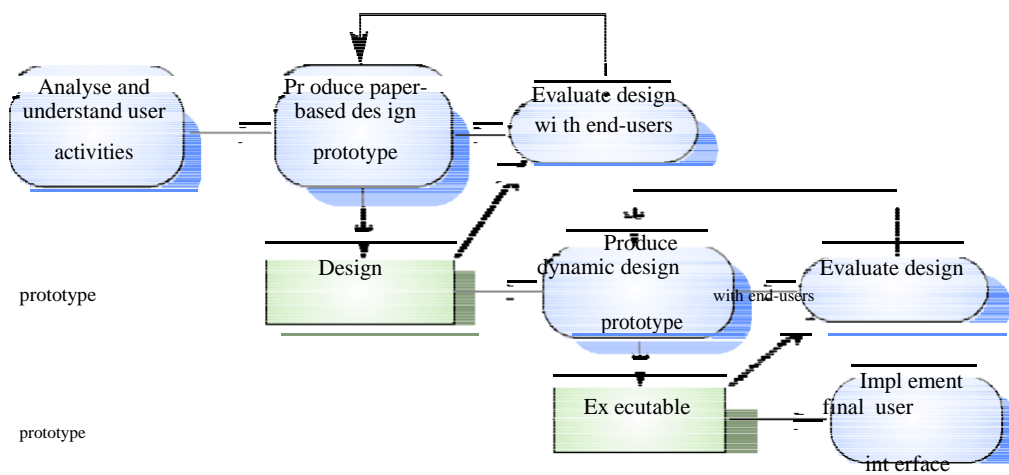 Analyse and
understand user
activities
Pr oduce paper-
based des ign
prototype
Evaluate design
wi th end-users
Design
prototype
Produce
dynamic design
prototype
Evaluate design
with end-users
Ex ecutable
prototype
Impl ement
final user
int erface